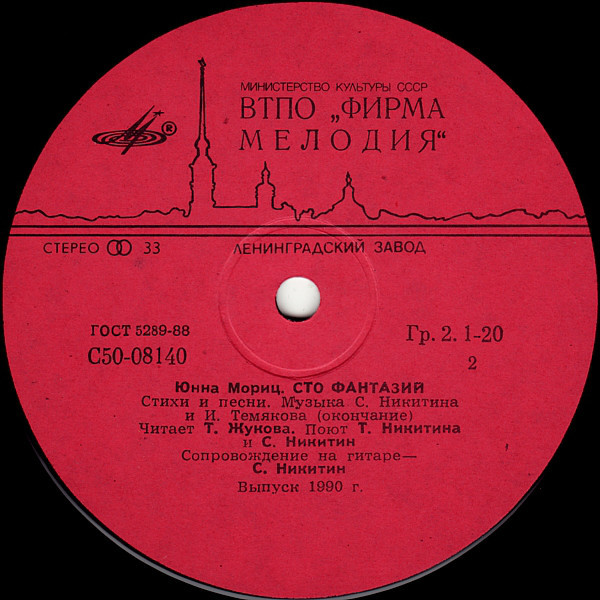 МИНИСТЕРСТВО КУЛЬТУРЫ СССР
ВТПО „ФИРМА
МЕЛОДИЯ“
®
СТЕРЕО 33 ЛЕНИНГРАДСКИЙ ЗАВОД
ГОСТ 5289-88 Гр. 2. 1-20
С50-08140 2
Юнна Мориц. СТО ФАНТАЗИЙ
Стихи и песни. Музыка С. Никитина
и И. Темякова (окончание)
Читает Т. Жукова. Поют Т. Никитина
и С. Никитин
Сопровождение на гитаре—
С. Никитин
Выпуск 1990 г.